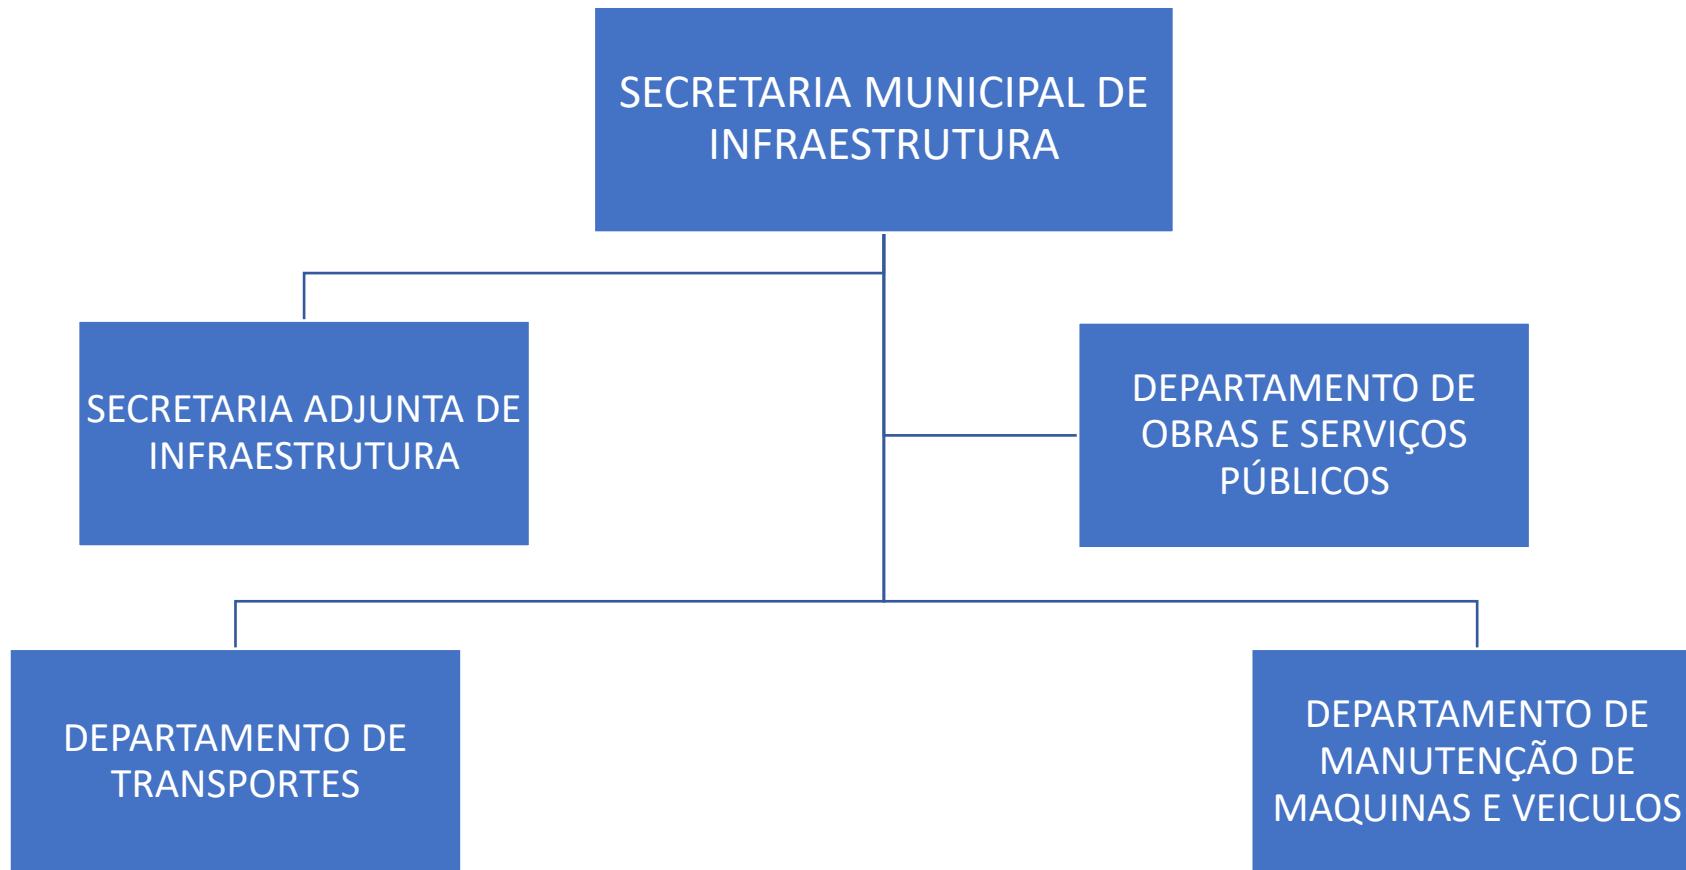 SECRETARIA MUNICIPAL DE
INFRAESTRUTURA
SECRETARIA ADJUNTA DE
INFRAESTRUTURA
DEPARTAMENTO DE
OBRAS E SERVIÇOS
PÚBLICOS
DEPARTAMENTO DE
TRANSPORTES
DEPARTAMENTO DE
MANUTENÇÃO DE
MAQUINAS E VEICULOS